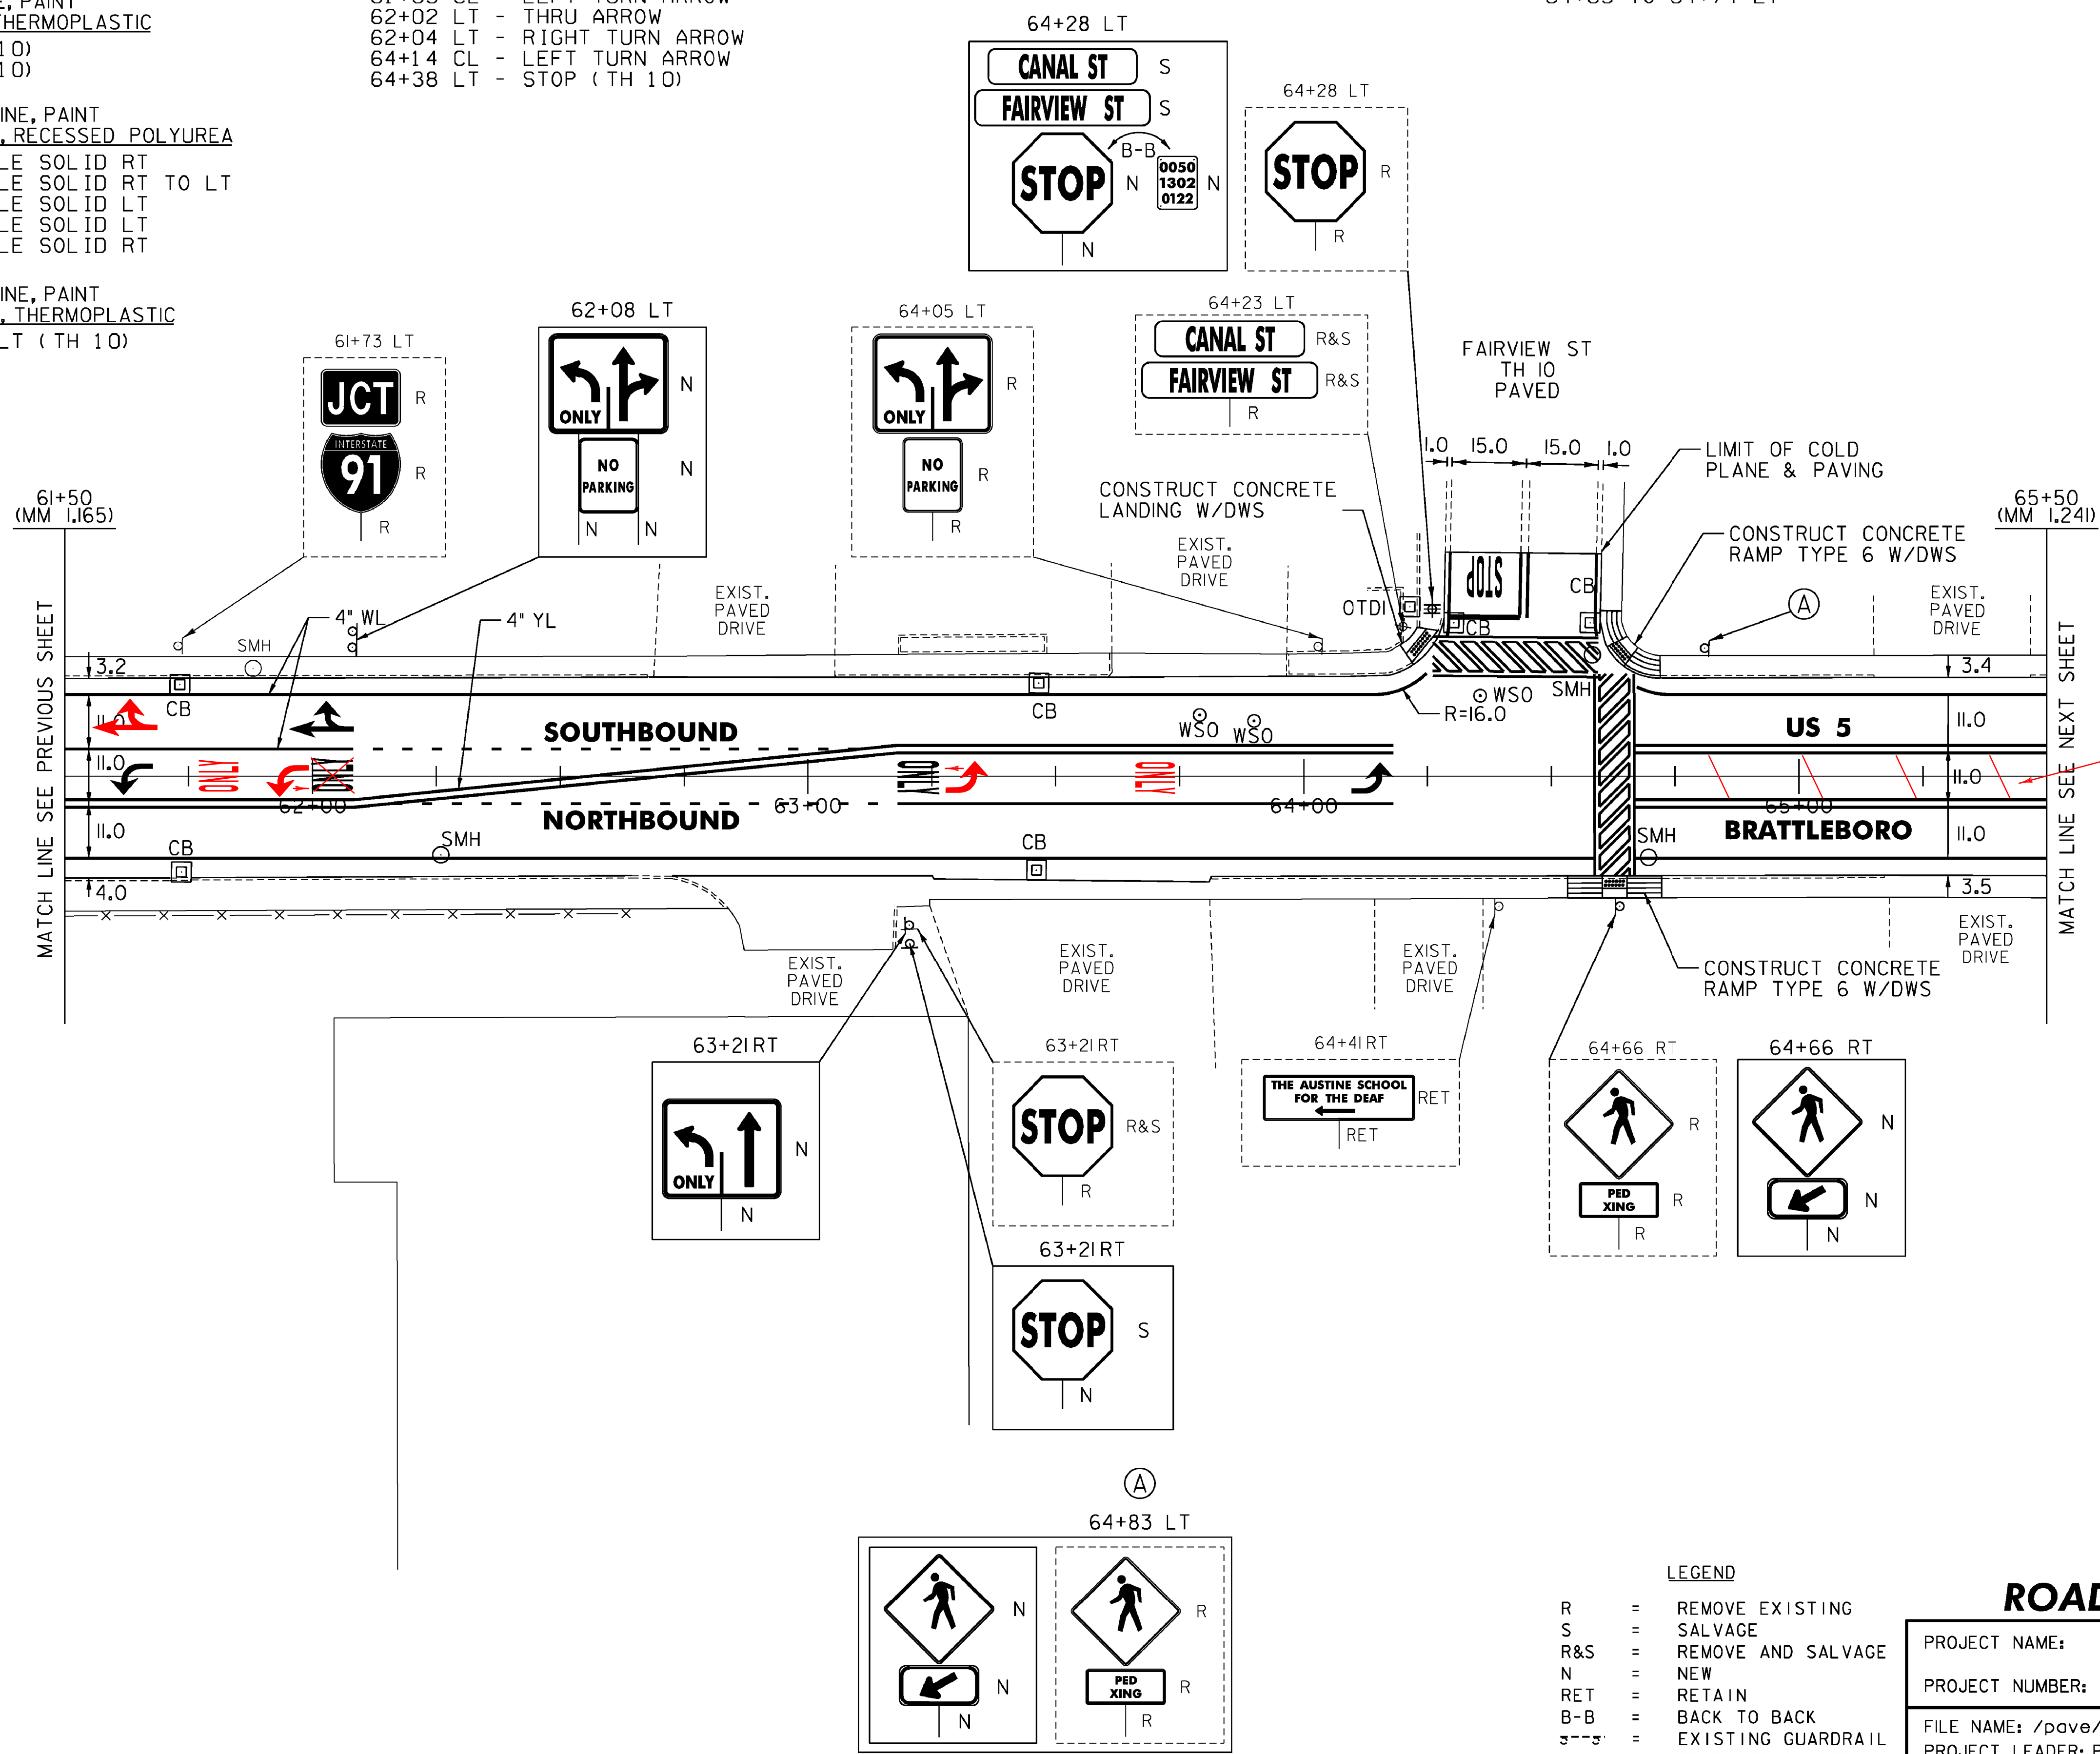 THERMOPLASTIC
62+02 LT - THRU ARROW
62+04 LT - RIGHT TURN ARROW
64+14 CL - LEFT TURN ARROW
64+38 LT - STOP (TH 10)
INE, PAINT
, RECESSED POLYUREA
LE SOLID RT
LE SOLID RT TO LT
LE SOLID LT
LE SOLID LT
LE SOLID RT
INE, PAINT
, THERMOPLASTIC
LT (TH 10)
64+28 LT
CANAL ST S
FAIRVIEW ST S
B-B
STOP N
0050
1302
0122
N
N
64+28 LT
STOP R
R
61+73 LT
JCT R
INTERSTATE
91 R
R
62+08 LT
ONLY N
NO
PARKING
N
N N
64+05 LT
ONLY R
NO
PARKING
R
R
64+23 LT
CANAL ST R&S
FAIRVIEW ST R&S
R
FAIRVIEW ST
TH 10
PAVED
1.0 15.0 15.0 1.0
LIMIT OF COLD
PLANE & PAVING
CONSTRUCT CONCRETE
LANDING W/DWS
CONSTRUCT CONCRETE
RAMP TYPE 6 W/DWS
61+50
(MM 1.165)
65+50
(MM 1.241)
MATCH LINE SEE PREVIOUS SHEET
MATCH LINE SEE NEXT SHEET
EXIST.
PAVED
DRIVE
EXIST.
PAVED
DRIVE
EXIST.
PAVED
DRIVE
4" WL
4" YL
SMH
OTDI
STOP
CB
CB
A
3.2
3.4
CB
CB
WSO
WSO
WSO
SMH
R=16.0
11.0
SOUTHBOUND
US 5
11.0
11.0
ONLY
ONLY
ONLY
ONLY
11.0
62+00
63+00
64+00
65+00
11.0
NORTHBOUND
BRATTLEBORO
11.0
CB
SMH
CB
SMH
4.0
3.5
EXIST.
PAVED
DRIVE
EXIST.
PAVED
DRIVE
EXIST.
PAVED
DRIVE
EXIST.
PAVED
DRIVE
CONSTRUCT CONCRETE
RAMP TYPE 6 W/DWS
63+21RT
ONLY N
N
63+21RT
STOP R&S
R
64+41RT
THE AUSTINE SCHOOL
FOR THE DEAF
RET
RET
64+66 RT
R
PED
XING
R
R
64+66 RT
N
N
N
63+21RT
STOP S
N
A
64+83 LT
N
N
N
R
PED
XING
R
R
LEGEND
R = REMOVE EXISTING
S = SALVAGE
R&S = REMOVE AND SALVAGE
N = NEW
RET = RETAIN
B-B = BACK TO BACK
= EXISTING GUARDRAIL
ROAD
PROJECT NAME:
PROJECT NUMBER:
FILE NAME: /pave/